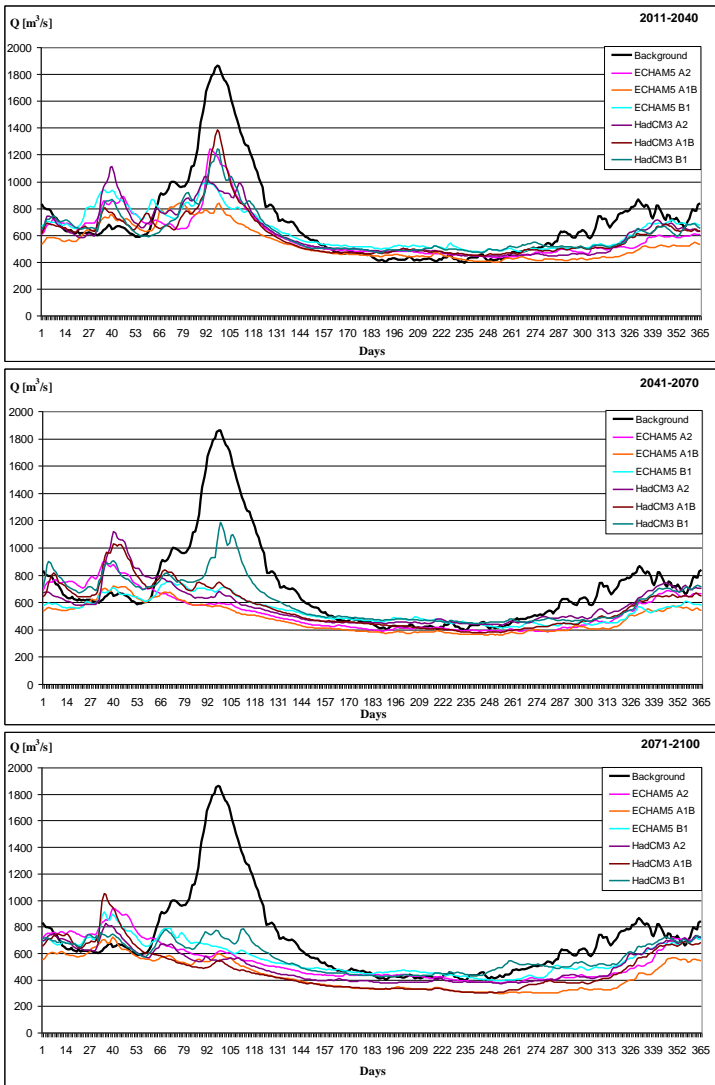 Q [m³/s]
2011-2040
2000
1800
1600
1400
1200
1000
800
600
400
200
0
Background
ECHAM5 A2
ECHAM5 A1B
ECHAM5 B1
HadCM3 A2
HadCM3 A1B
HadCM3 B1
1 14 27 40 53 66 79 92 105 118 131 144 157 170 183 196 209 222 235 248 261 274 287 300 313 326 339 352 365
Days
Q [m³/s]
2041-2070
2000
1800
1600
1400
1200
1000
800
600
400
200
0
Background
ECHAM5 A2
ECHAM5 A1B
ECHAM5 B1
HadCM3 A2
HadCM3 A1B
HadCM3 B1
1 14 27 40 53 66 79 92 105 118 131 144 157 170 183 196 209 222 235 248 261 274 287 300 313 326 339 352 365
Days
Q [m³/s]
2071-2100
2000
1800
1600
1400
1200
1000
800
600
400
200
0
Background
ECHAM5 A2
ECHAM5 A1B
ECHAM5 B1
HadCM3 A2
HadCM3 A1B
HadCM3 B1
1 14 27 40 53 66 79 92 105 118 131 144 157 170 183 196 209 222 235 248 261 274 287 300 313 326 339 352 365
Days